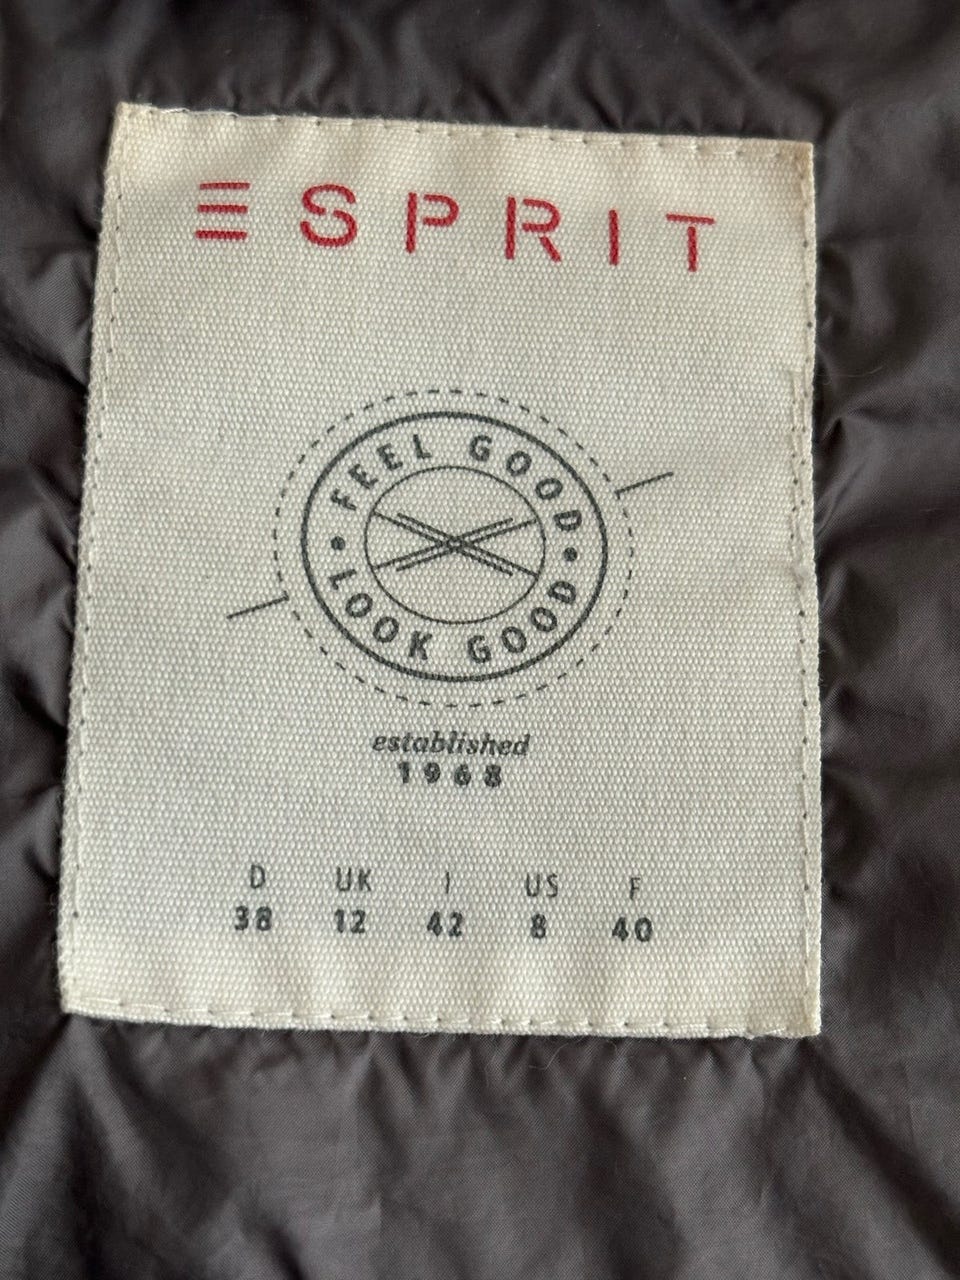 ESPRIT
FEEL GOOD
LOOK GOOD
established
1968
D UK I US F
38 12 42 8 40